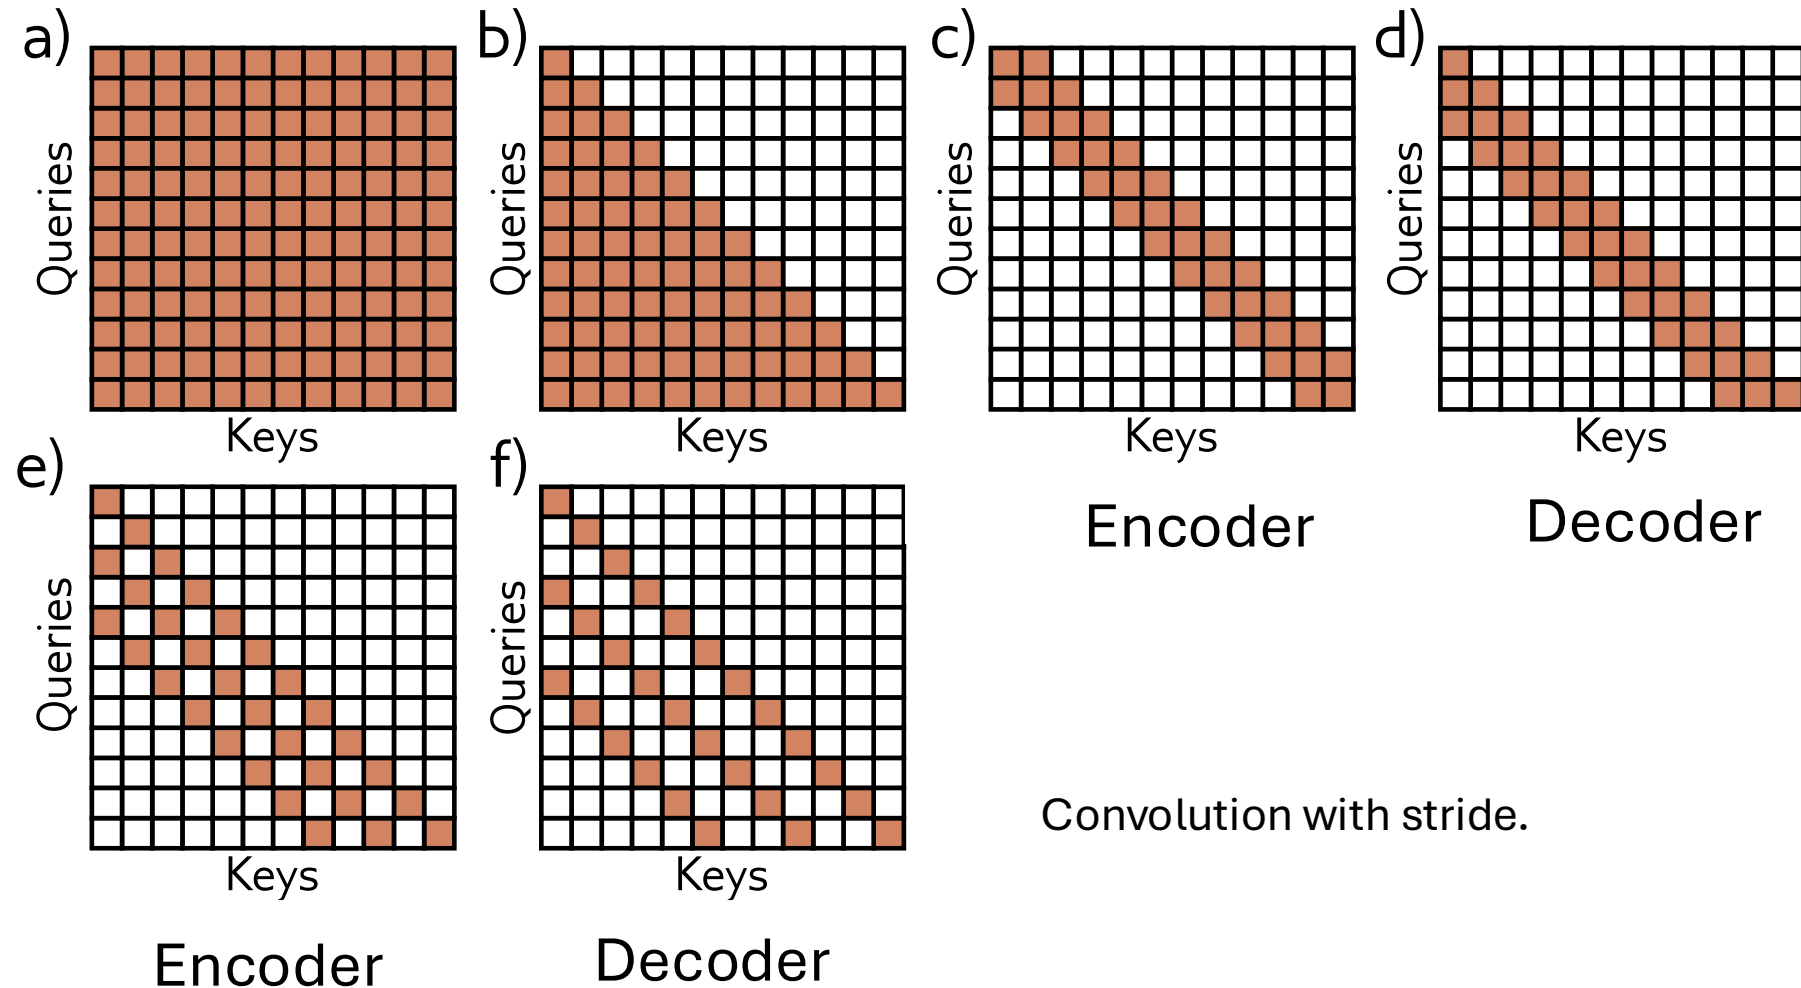 a)
b)
c)
d)
Queries
Queries
Queries
Queries
Keys
Keys
Keys
Keys
Encoder
Decoder
e)
f)
Queries
Queries
Keys
Keys
Encoder
Decoder
Convolution with stride.